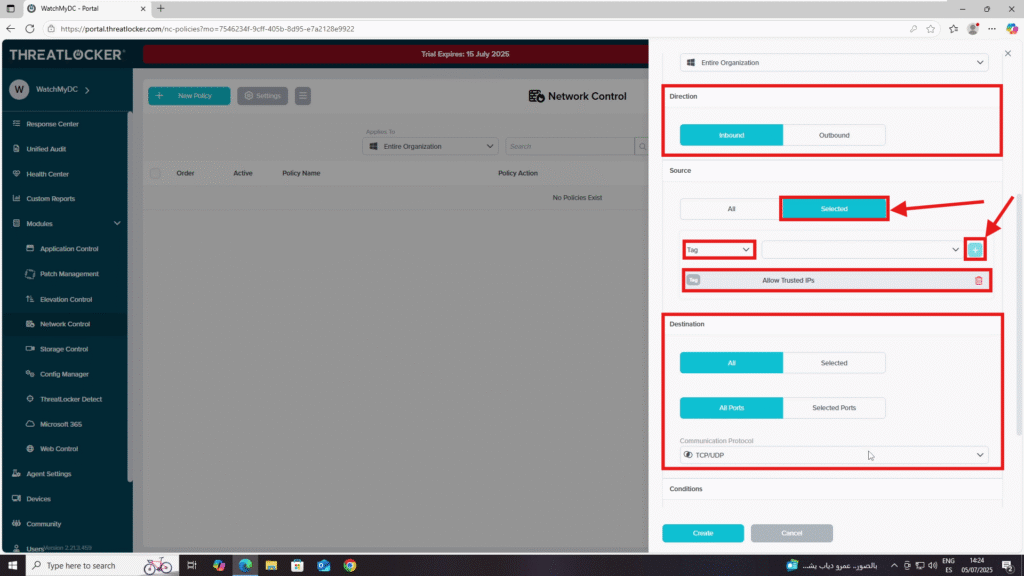 WatchMyDC - Portal
https://portal.threatlocker.com/nc-policies?mo=7546234f-9cff-405b-8d95-e7a2128e9922
THREATLOCKER
Trial Expires: 15 July 2025
W
WatchMyDC
Response Center
Unified Audit
Health Center
Custom Reports
Modules
Application Control
Patch Management
Elevation Control
Network Control
Storage Control
Config Manager
ThreatLocker Detect
Microsoft 365
Web Control
Agent Settings
Devices
Community
Users
Version 2.21.3.459
+ New Policy
Settings
Network Control
Applies To
Entire Organization
Search
Order
Active
Policy Name
Policy Action
No Policies Exist
Entire Organization
Direction
Inbound
Outbound
Source
All
Selected
Tag
+
Tag
Allow Trusted IPs
Destination
All
Selected
All Ports
Selected Ports
Communication Protocol
TCP/UDP
Conditions
Create
Cancel
Type here to search
بالصور.. عمرو دياب يش...
ENG
ES
14:24
05/07/2025